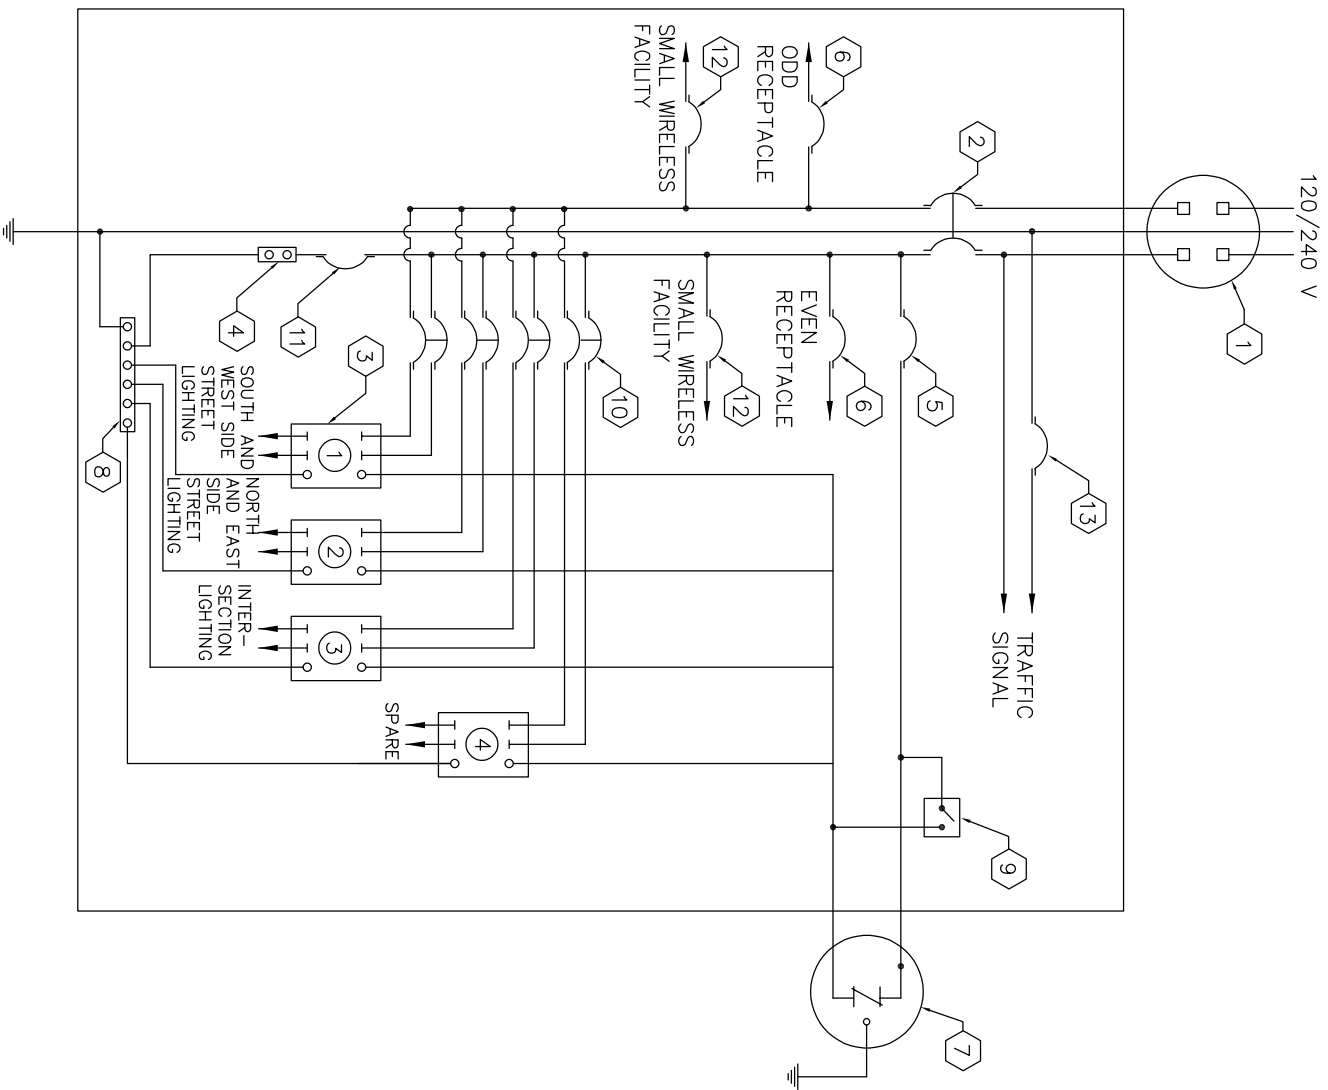 120/240 V
1
2
6
ODD
RECEPTACLE
12
SMALL WIRELESS
FACILITY
13
TRAFFIC
SIGNAL
5
6
EVEN
RECEPTACLE
12
SMALL WIRELESS
FACILITY
10
11
4
3
1
SOUTH AND
WEST SIDE
STREET
LIGHTING
2
NORTH
AND EAST
SIDE
STREET
LIGHTING
3
INTER-
SECTION
LIGHTING
4
SPARE
8
9
7